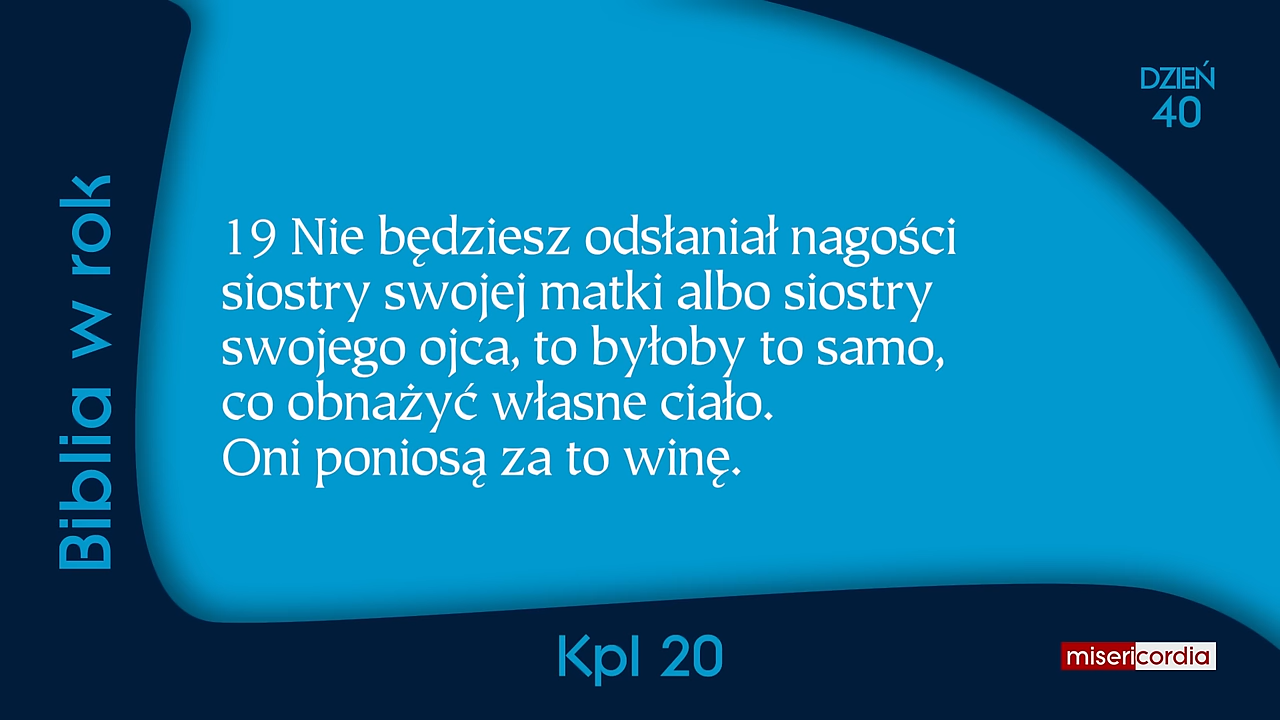 DZIEŃ
40
Biblia w rok
19 Nie będziesz odsłaniał nagości
siostry swojej matki albo siostry
swojego ojca, to byłoby to samo,
co obnażyć własne ciało.
Oni poniosą za to winę.
Kpl 20
misericordia